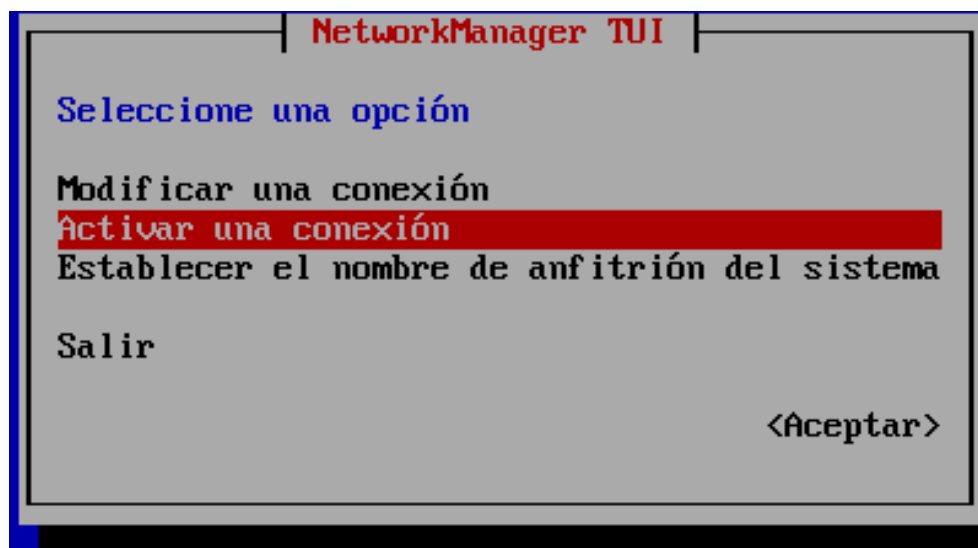 NetworkManager TUI
Seleccione una opción
Modificar una conexión
Activar una conexión
Establecer el nombre de anfitrión del sistema
Salir
<Aceptar>